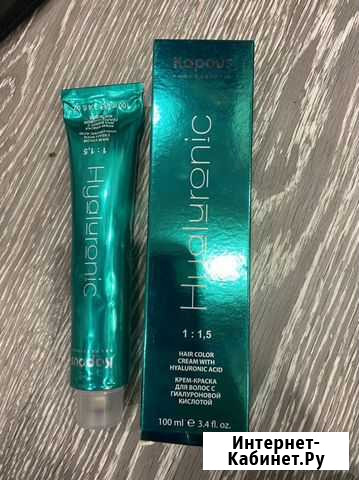 Kapous
Hyaluronic
1 : 1,5
HAIR COLOR
CREAM WITH
HYALURONIC ACID
КРЕМ-КРАСКА
ДЛЯ ВОЛОС С
ГИАЛУРОНОВОЙ
КИСЛОТОЙ
100 ml ℮ 3.4 fl. oz.
1 : 1,5
Hyaluronic
Kapous
Интернет-
Кабинет.Ру